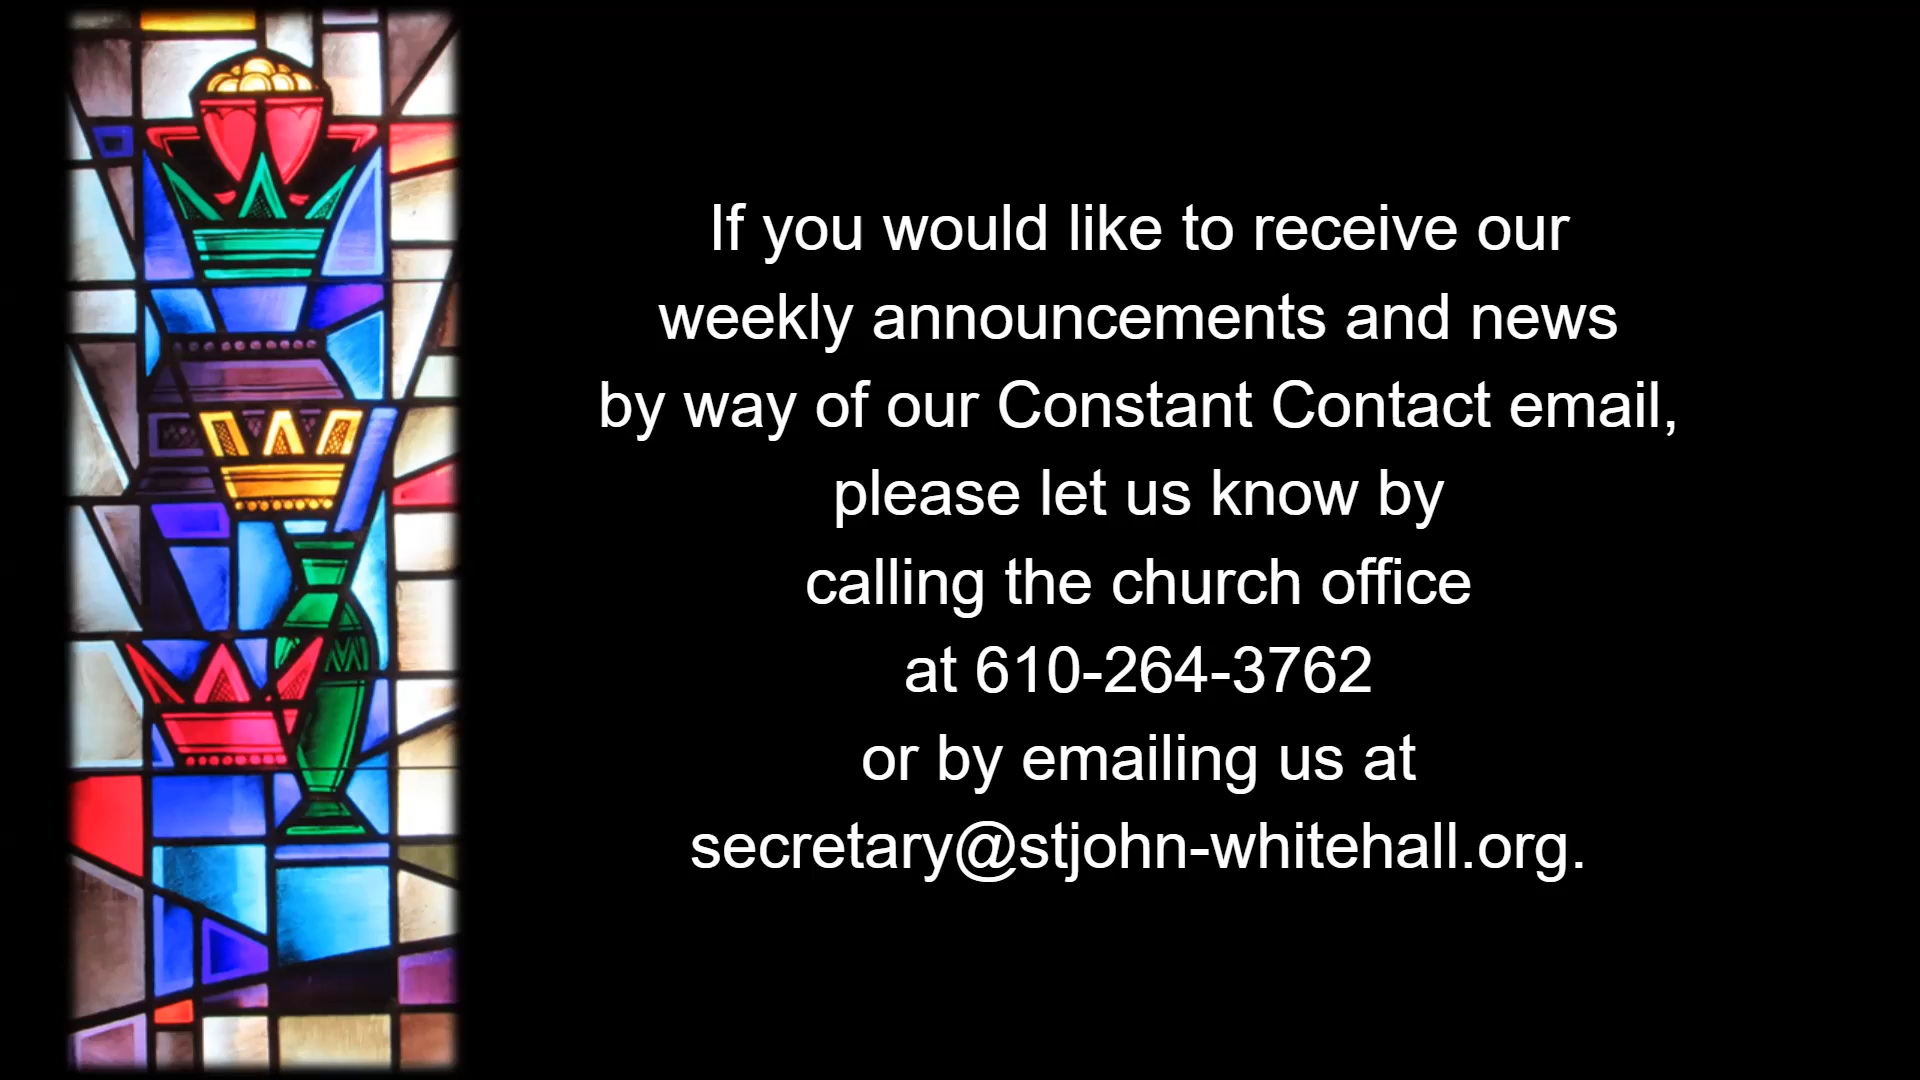 If you would like to receive our
weekly announcements and news
by way of our Constant Contact email,
please let us know by
calling the church office
at 610-264-3762
or by emailing us at
secretary@stjohn-whitehall.org.